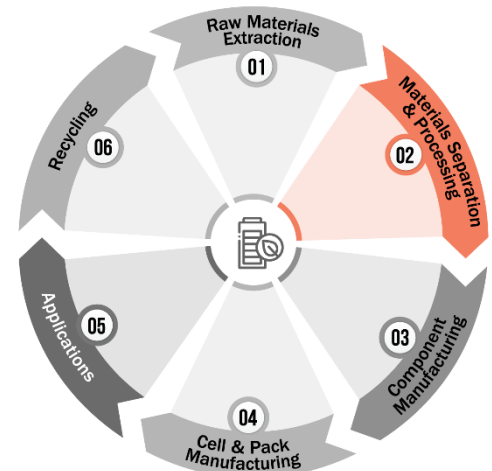 Raw Materials
Extraction
01
Materials Separation
& Processing
02
Component
Manufacturing
03
Cell & Pack
Manufacturing
04
Applications
05
Recycling
06